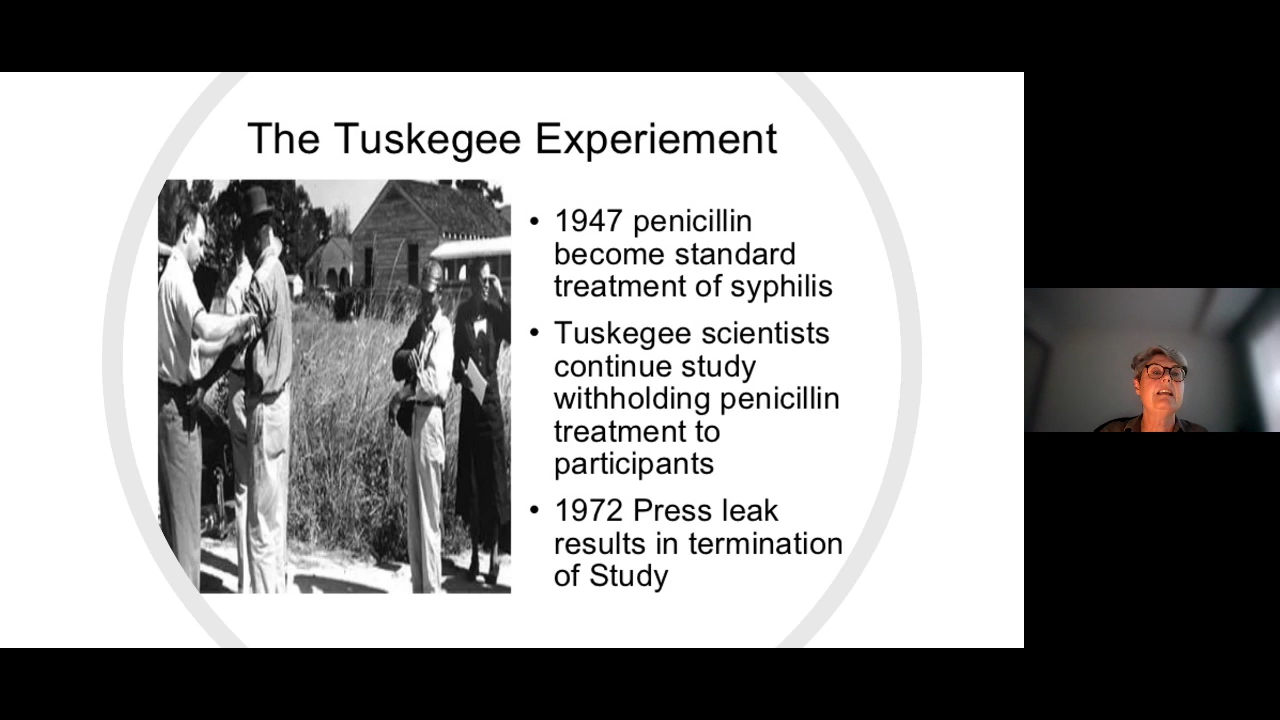 The Tuskegee Experiement
• 1947 penicillin
become standard
treatment of syphilis
• Tuskegee scientists
continue study
withholding penicillin
treatment to
participants
• 1972 Press leak
results in termination
of Study